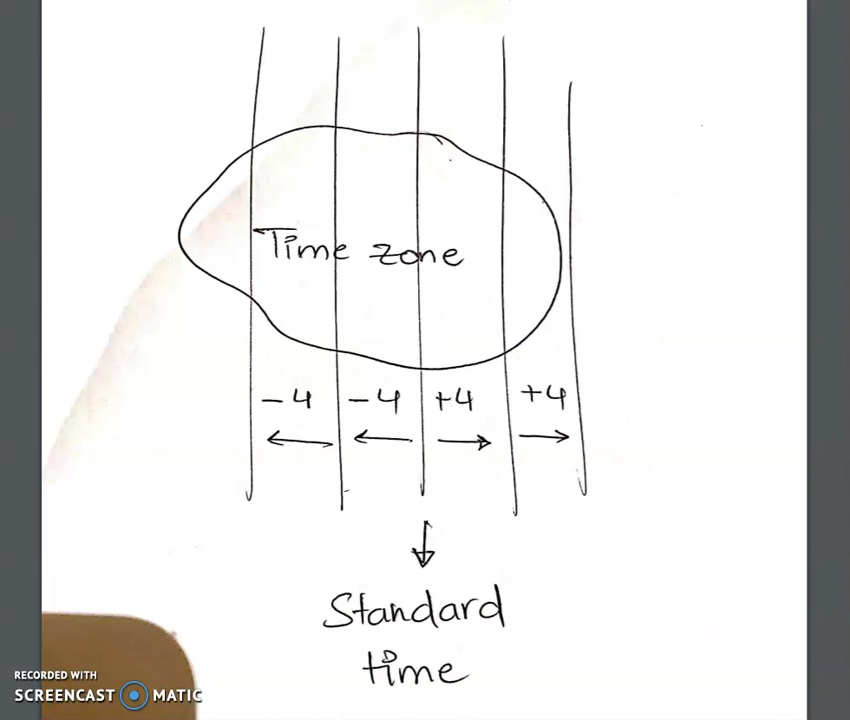 Time zone
-4 -4 +4 +4
Standard
time
RECORDED WITH
SCREENCAST MATIC